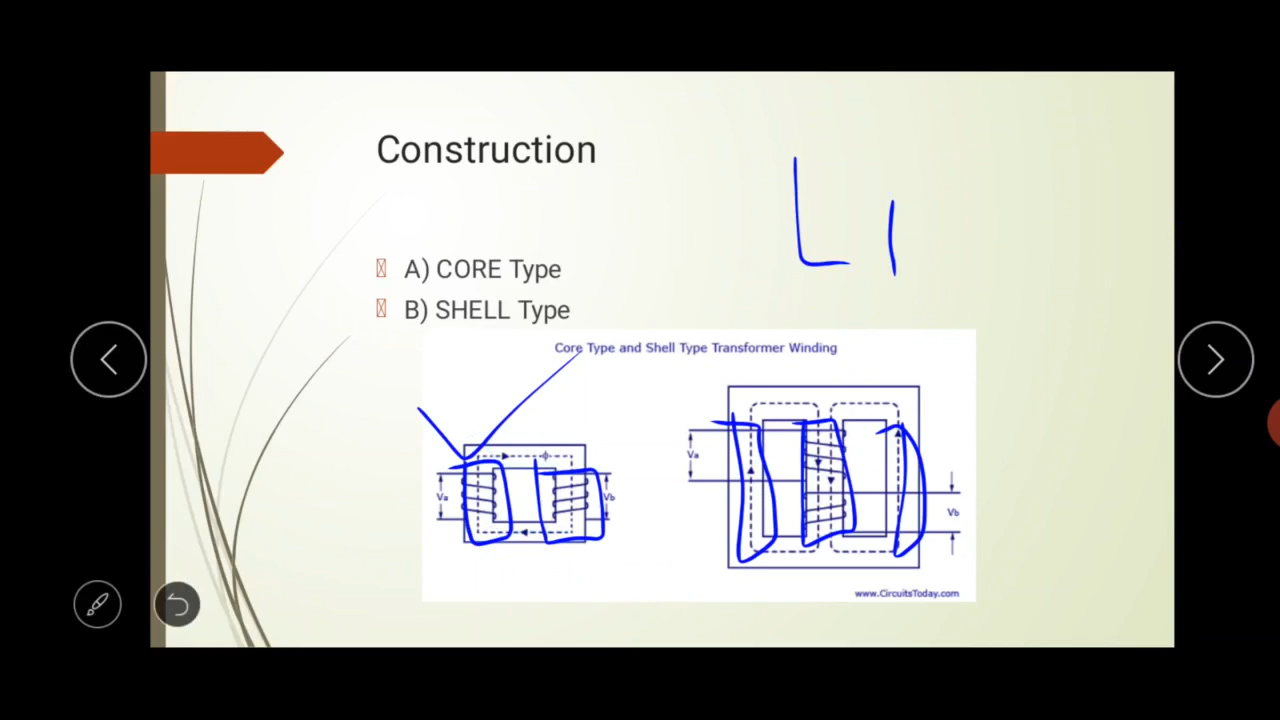 Construction
L I
A) CORE Type
B) SHELL Type
Core Type and Shell Type Transformer Winding
Φ
Va
Vb
Va
Vb
www.CircuitsToday.com